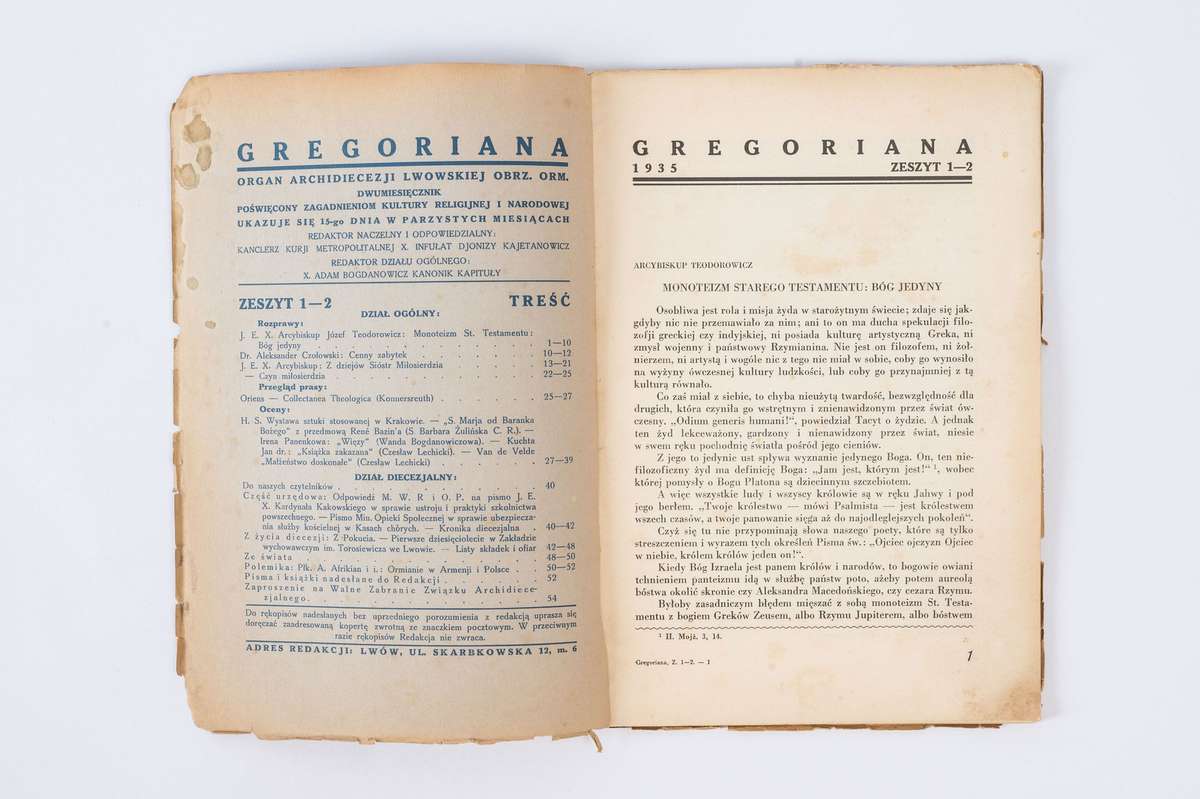 GREGORIANA
ORGAN ARCHIDIECEZJI LWOWSKIEJ OBRZ. ORM.
DWUMIESIĘCZNIK
POŚWIĘCONY ZAGADNIENIOM KULTURY RELIGIJNEJ I NARODOWEJ
UKAZUJE SIĘ 15-go DNIA W PARZYSTYCH MIESIĄCACH
REDAKTOR NACZELNY I ODPOWIEDZIALNY:
KANCLERZ KURJI METROPOLITALNEJ X. INFUŁAT DJONIZY KAJETANOWICZ
REDAKTOR DZIAŁU OGÓLNEGO:
X. ADAM BOGDANOWICZ KANONIK KAPITUŁY
ZESZYT 1—2 TREŚĆ
DZIAŁ OGÓLNY:
Rozprawy:
J. E. X. Arcybiskup Józef Teodorowicz: Monoteizm St. Testamentu:
Bóg jedyny . . . . . . . . . . 1—10
Dr. Aleksander Czołowski: Cenny zabytek . . . . . . 10—12
J. E. X. Arcybiskup: Z dziejów Sióstr Miłosierdzia . . . . 13—21
— Czyn miłosierdzia . . . . . . . . . 22—25
Przegląd prasy:
Oriens — Collectanea Theologica (Konnersreuth) . . . . . 25—27
Oceny:
H. S. Wystawa sztuki stosowanej w Krakowie. — „S. Marja od Baranka
Bożego" z przedmową René Bazin'a (S. Barbara Żulińska C. R.). —
Irena Panenkowa: „Więzy" (Wanda Bogdanowiczowa). — Kuchta
Jan dr.: „Książka zakazana" (Czesław Lechicki). — Van de Velde
„Małżeństwo doskonałe" (Czesław Lechicki) . . . . . 27—39
DZIAŁ DIECEZJALNY:
Do naszych czytelników . . . . . . . . . 40
Część urzędowa: Odpowiedź M. W. R i O. P. na pismo J. E.
X. Kardynała Kakowskiego w sprawie ustroju i praktyki szkolnictwa
powszechnego. — Pismo Min. Opieki Społecznej w sprawie ubezpiecza-
nia służby kościelnej w Kasach chórych. — Kronika diecezjalna . 40—42
Z życia diecezji: Z Pokucia. — Pierwsze dziesięciolecie w Zakładzie
wychowawczym im. Torosiewicza we Lwowie. — Listy składek i ofiar 42—48
Ze świata . . . . . . . . . . . 48—50
Polemika: Płk. A. Afrikian i i.: Ormianie w Armenji i Polsce . . 50—52
Pisma i książki nadesłane do Redakcji . . . . . 52
Zaproszenie na Walne Zabranie Związku Archidiece-
zjalnego . . . . . . . . . . . 54
Do rękopisów nadesłanych bez uprzedniego porozumienia z redakcją uprasza się
doręczać zaadresowaną kopertę zwrotną ze znaczkiem pocztowym. W przeciwnym
razie rękopisów Redakcja nie zwraca.
ADRES REDAKCJI: LWÓW, UL. SKARBKOWSKA 12, m. 6
GREGORIANA
1935 ZESZYT 1—2
ARCYBISKUP TEODOROWICZ
MONOTEIZM STAREGO TESTAMENTU: BÓG JEDYNY
Osobliwa jest rola i misja żyda w starożytnym świecie; zdaje się jak-
gdyby nic nie przemawiało za nim; ani to on ma ducha spekulacji filo-
zofji greckiej czy indyjskiej, ni posiada kulturę artystyczną Greka, ni
zmysł wojenny i państwowy Rzymianina. Nie jest on filozofem, ni żoł-
nierzem, ni artystą i wogóle nic z tego nie miał w sobie, coby go wynosiło
na wyżyny ówczesnej kultury ludzkości, lub coby go przynajmniej z tą
kulturą równało.
Co zaś miał z siebie, to chyba nieużytą twardość, bezwzględność dla
drugich, która czyniła go wstrętnym i znienawidzonym przez świat ów-
czesny. „Odium generis humani!", powiedział Tacyt o żydzie. A jednak
ten żyd lekceważony, gardzony i nienawidzony przez świat, niesie
w swem ręku pochodnię światła pośród jego cieniów.
Z jego to jedynie ust spływa wyznanie jedynego Boga. On, ten nie-
filozoficzny żyd ma definicję Boga: „Jam jest, którym jest!" ¹, wobec
której pomysły o Bogu Platona są dziecinnym szczebiotem.
A więc wszystkie ludy i wszyscy królowie są w ręku Jahwy i pod
jego berłem. „Twoje królestwo — mówi Psalmista — jest królestwem
wszech czasów, a twoje panowanie sięga aż do najodleglejszych pokoleń".
Czyż się tu nie przypominają słowa naszego poety, które są tylko
streszczeniem i wyrazem tych określeń Pisma św.: „Ojciec ojczyzn Ojciec
w niebie, królem królów jeden on!".
Kiedy Bóg Izraela jest panem królów i narodów, to bogowie owiani
tchnieniem panteizmu idą w służbę państw poto, ażeby potem aureolą
bóstwa okolić skronie czy Aleksandra Macedońskiego, czy cezara Rzymu.
Byłoby zasadniczym błędem mięszać z sobą monoteizm St. Testa-
mentu z bogiem Greków Zeusem, albo Rzymu Jupiterem, albo bóstwem
¹ II. Mojż. 3, 14.
Gregoriana, Z. 1—2. — 1
1